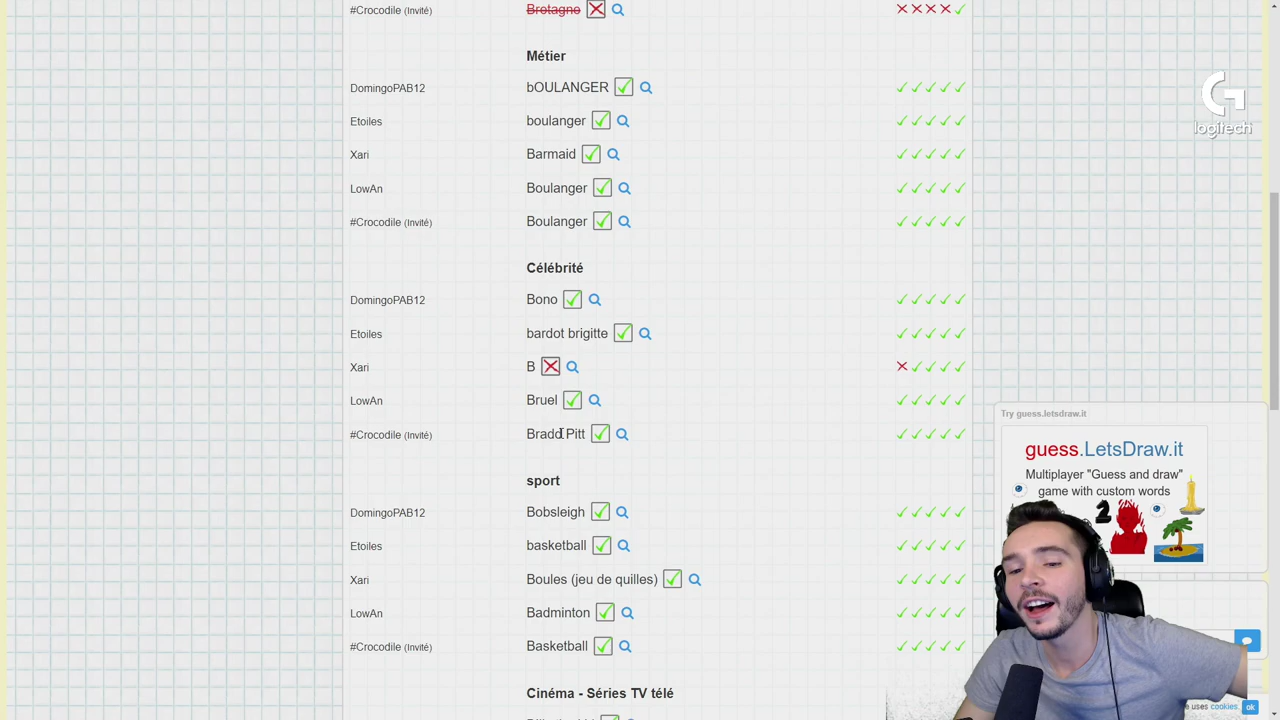 #Crocodile (Invité) Bretagne
Métier
DomingoPAB12 bOULANGER
Etoiles boulanger
Xari Barmaid
LowAn Boulanger
#Crocodile (Invité) Boulanger
Célébrité
DomingoPAB12 Bono
Etoiles bardot brigitte
Xari B
LowAn Bruel
#Crocodile (Invité) Bradd Pitt
sport
DomingoPAB12 Bobsleigh
Etoiles basketball
Xari Boules (jeu de quilles)
LowAn Badminton
#Crocodile (Invité) Basketball
Cinéma - Séries TV télé
logitech
Try guess.letsdraw.it
guess.LetsDraw.it
Multiplayer "Guess and draw"
game with custom words
uses cookies. ok